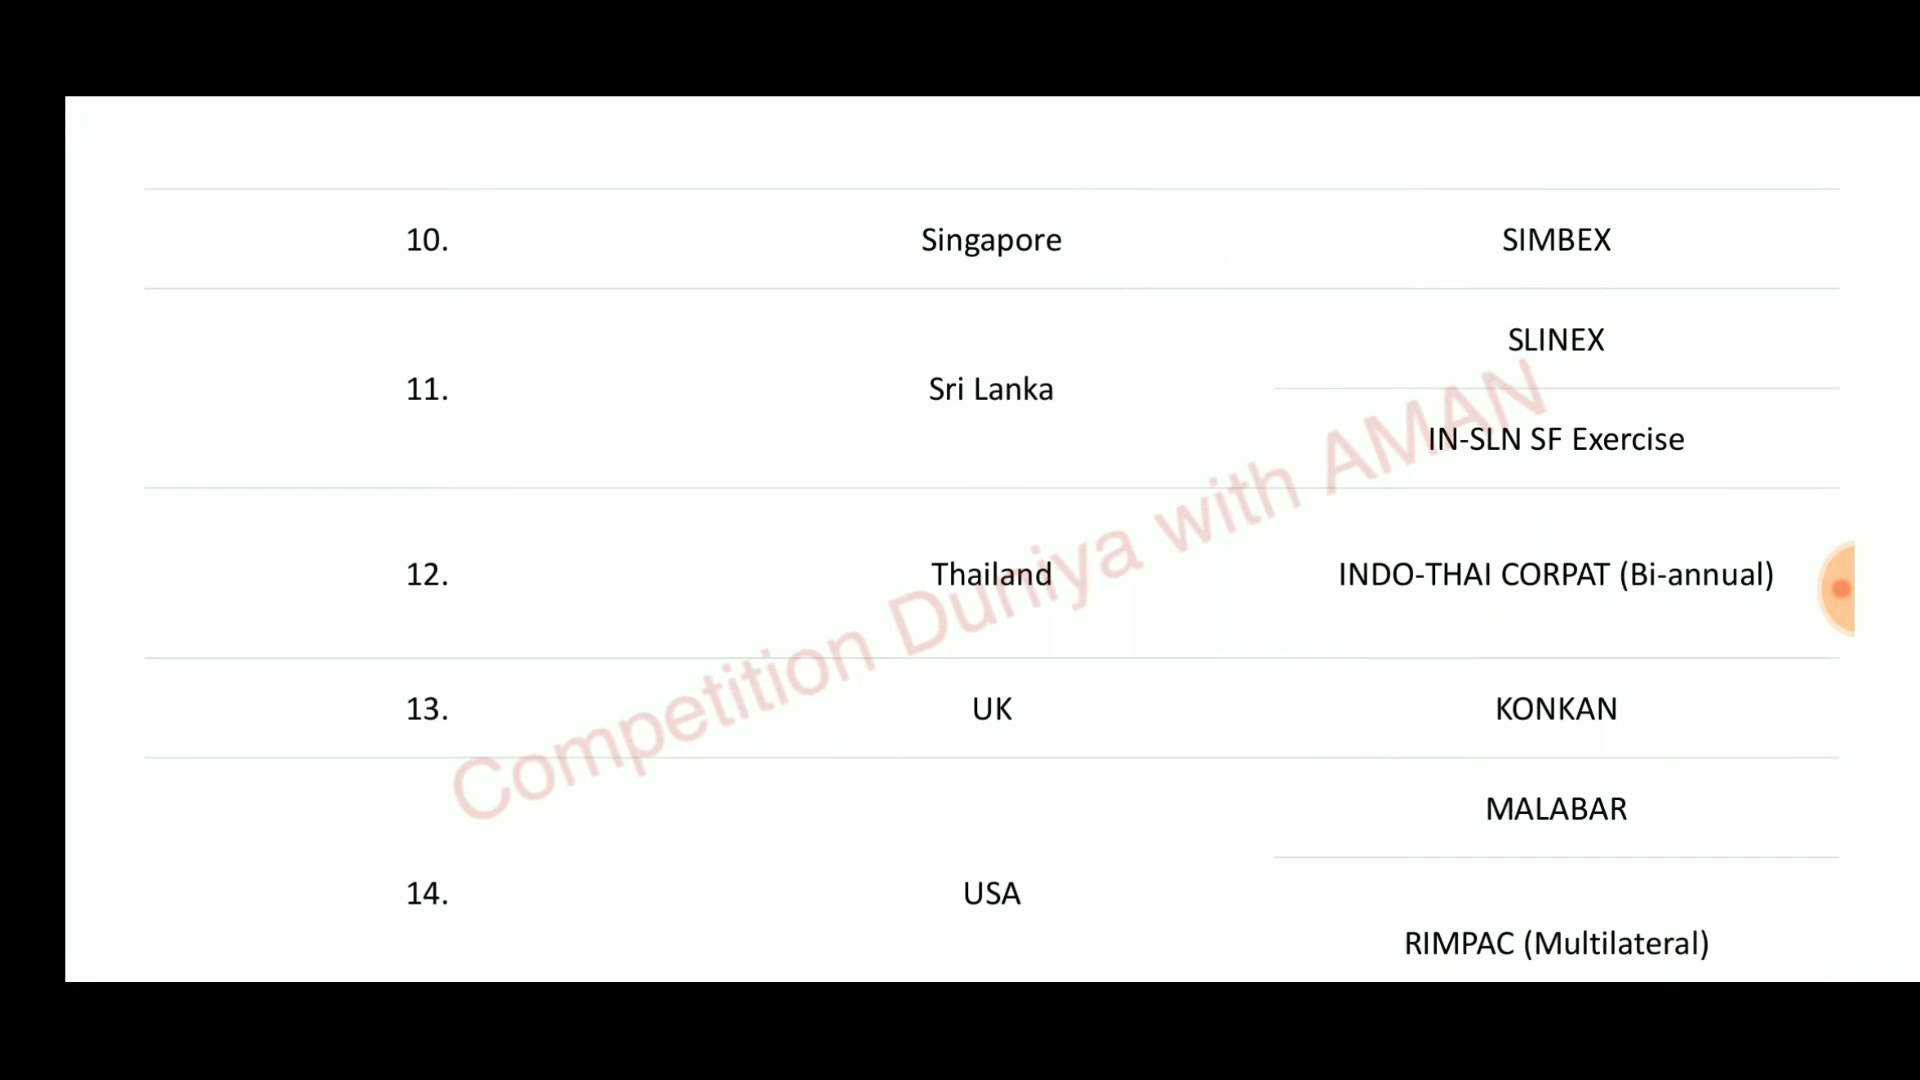 10. Singapore SIMBEX
SLINEX
11. Sri Lanka
IN-SLN SF Exercise
12. Thailand INDO-THAI CORPAT (Bi-annual)
13. UK KONKAN
MALABAR
14. USA
RIMPAC (Multilateral)
Competition Duniya with AMAN